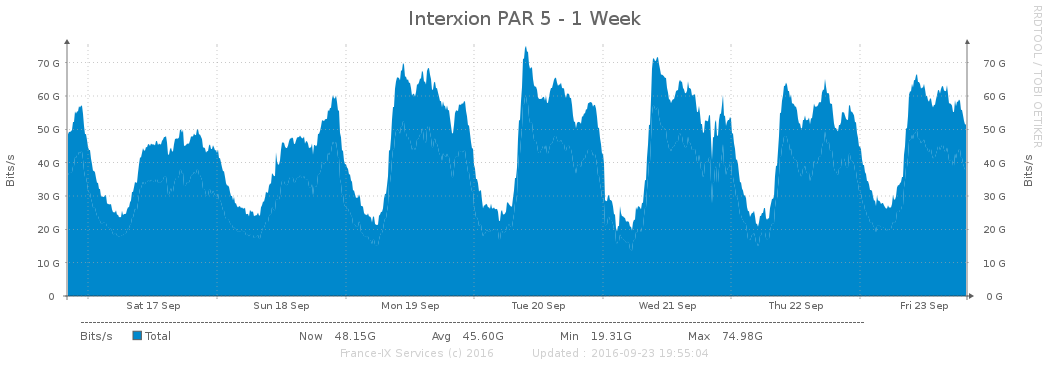 Interxion PAR 5 - 1 Week
RRDTOOL / TOBI OETIKER
Bits/s
Bits/s
70 G 70 G
60 G 60 G
50 G 50 G
40 G 40 G
30 G 30 G
20 G 20 G
10 G 10 G
0 0 G
Sat 17 Sep Sun 18 Sep Mon 19 Sep Tue 20 Sep Wed 21 Sep Thu 22 Sep Fri 23 Sep
Bits/s Total Now 48.15G Avg 45.60G Min 19.31G Max 74.98G
France-IX Services (c) 2016 Updated : 2016-09-23 19:55:04